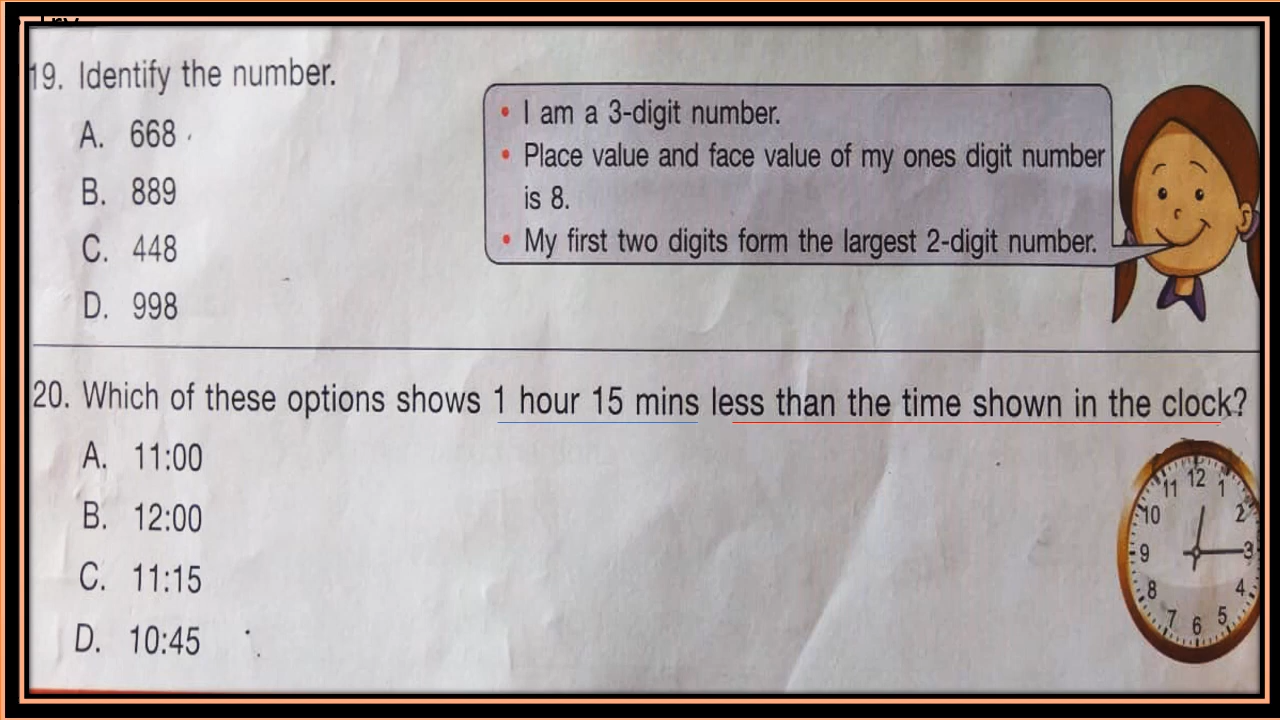 19. Identify the number.
A. 668
B. 889
C. 448
D. 998
• I am a 3-digit number.
• Place value and face value of my ones digit number
is 8.
• My first two digits form the largest 2-digit number.
20. Which of these options shows 1 hour 15 mins less than the time shown in the clock?
A. 11:00
B. 12:00
C. 11:15
D. 10:45
12
11 1
10 2
9 3
8 4
7 5
6